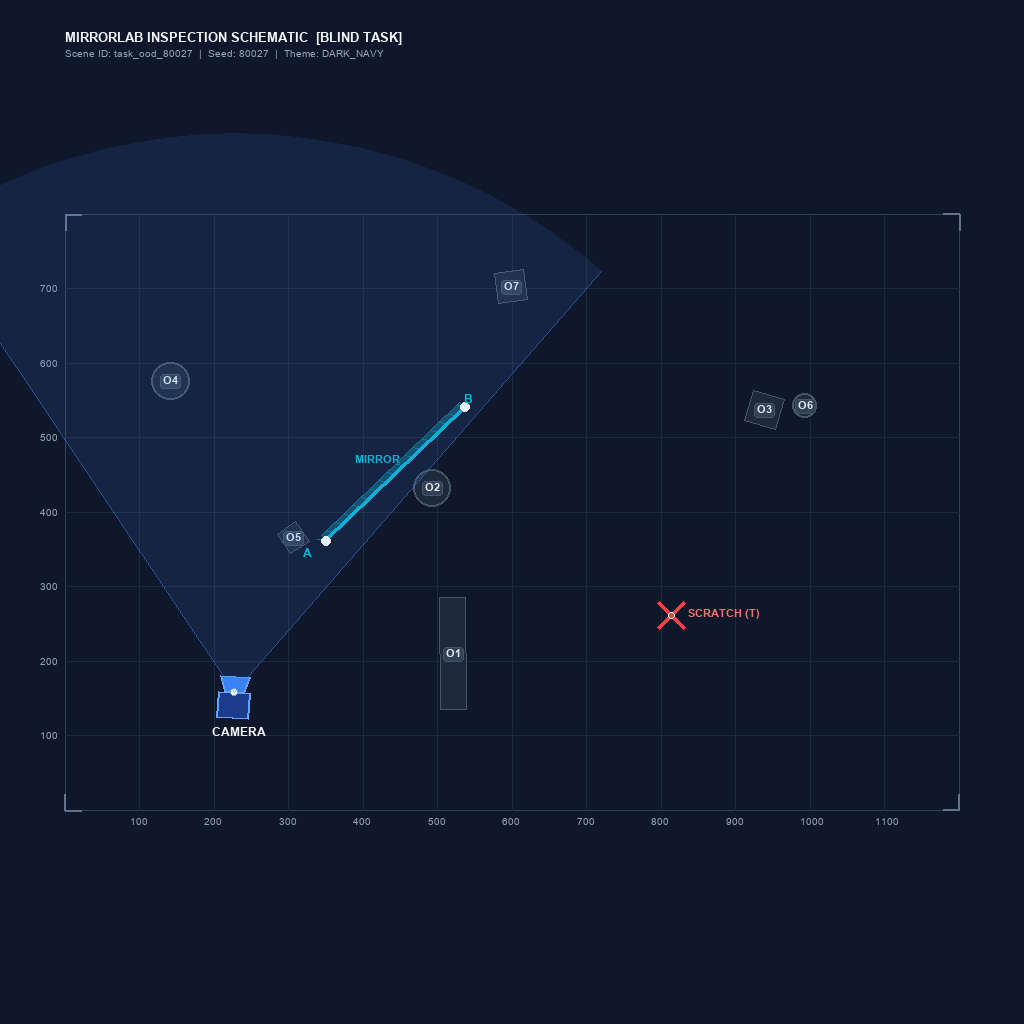 MIRRORLAB INSPECTION SCHEMATIC [BLIND TASK]
Scene ID: task_ood_80027 | Seed: 80027 | Theme: DARK_NAVY
O7
700
O4
600
B
O3
O6
500
MIRROR
O2
400
O5
A
300
SCRATCH (T)
O1
200
CAMERA
100
100 200 300 400 500 600 700 800 900 1000 1100